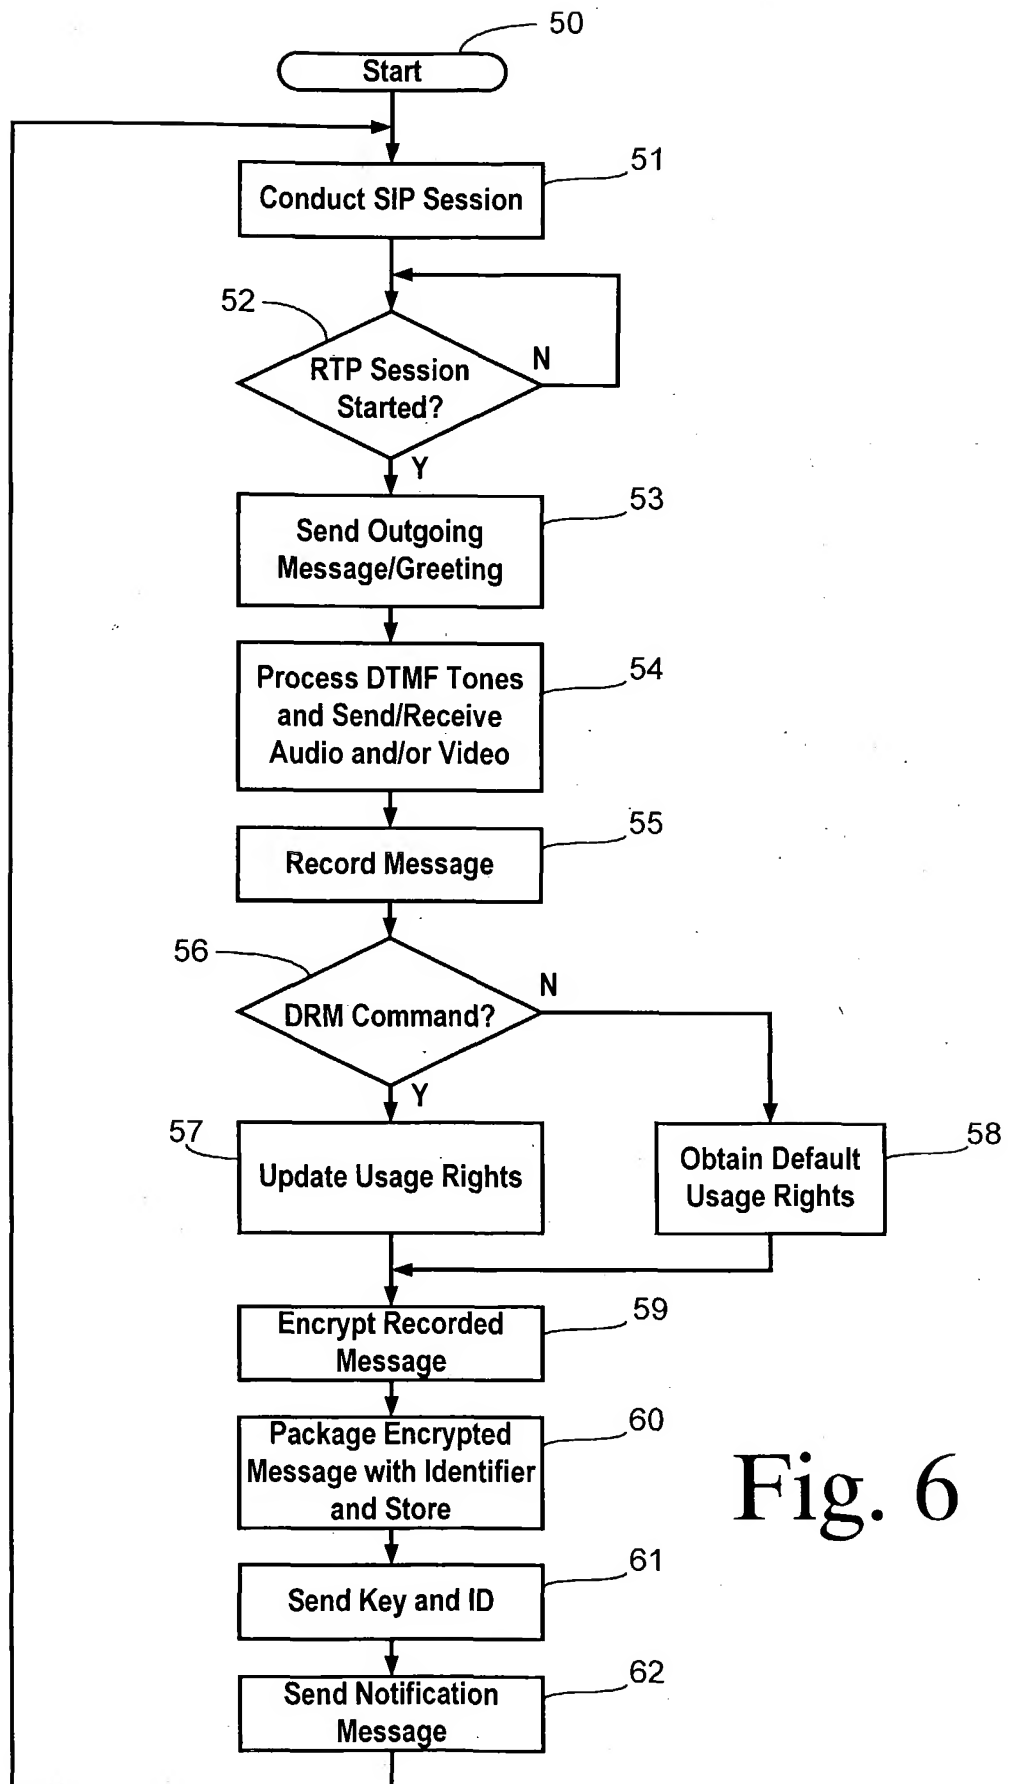 50
Start
51
Conduct SIP Session
52
RTP Session
Started?
N
Y
53
Send Outgoing
Message/Greeting
54
Process DTMF Tones
and Send/Receive
Audio and/or Video
55
Record Message
56
DRM Command?
N
Y
57
Update Usage Rights
58
Obtain Default
Usage Rights
59
Encrypt Recorded
Message
60
Package Encrypted
Message with Identifier
and Store
Fig. 6
61
Send Key and ID
62
Send Notification
Message